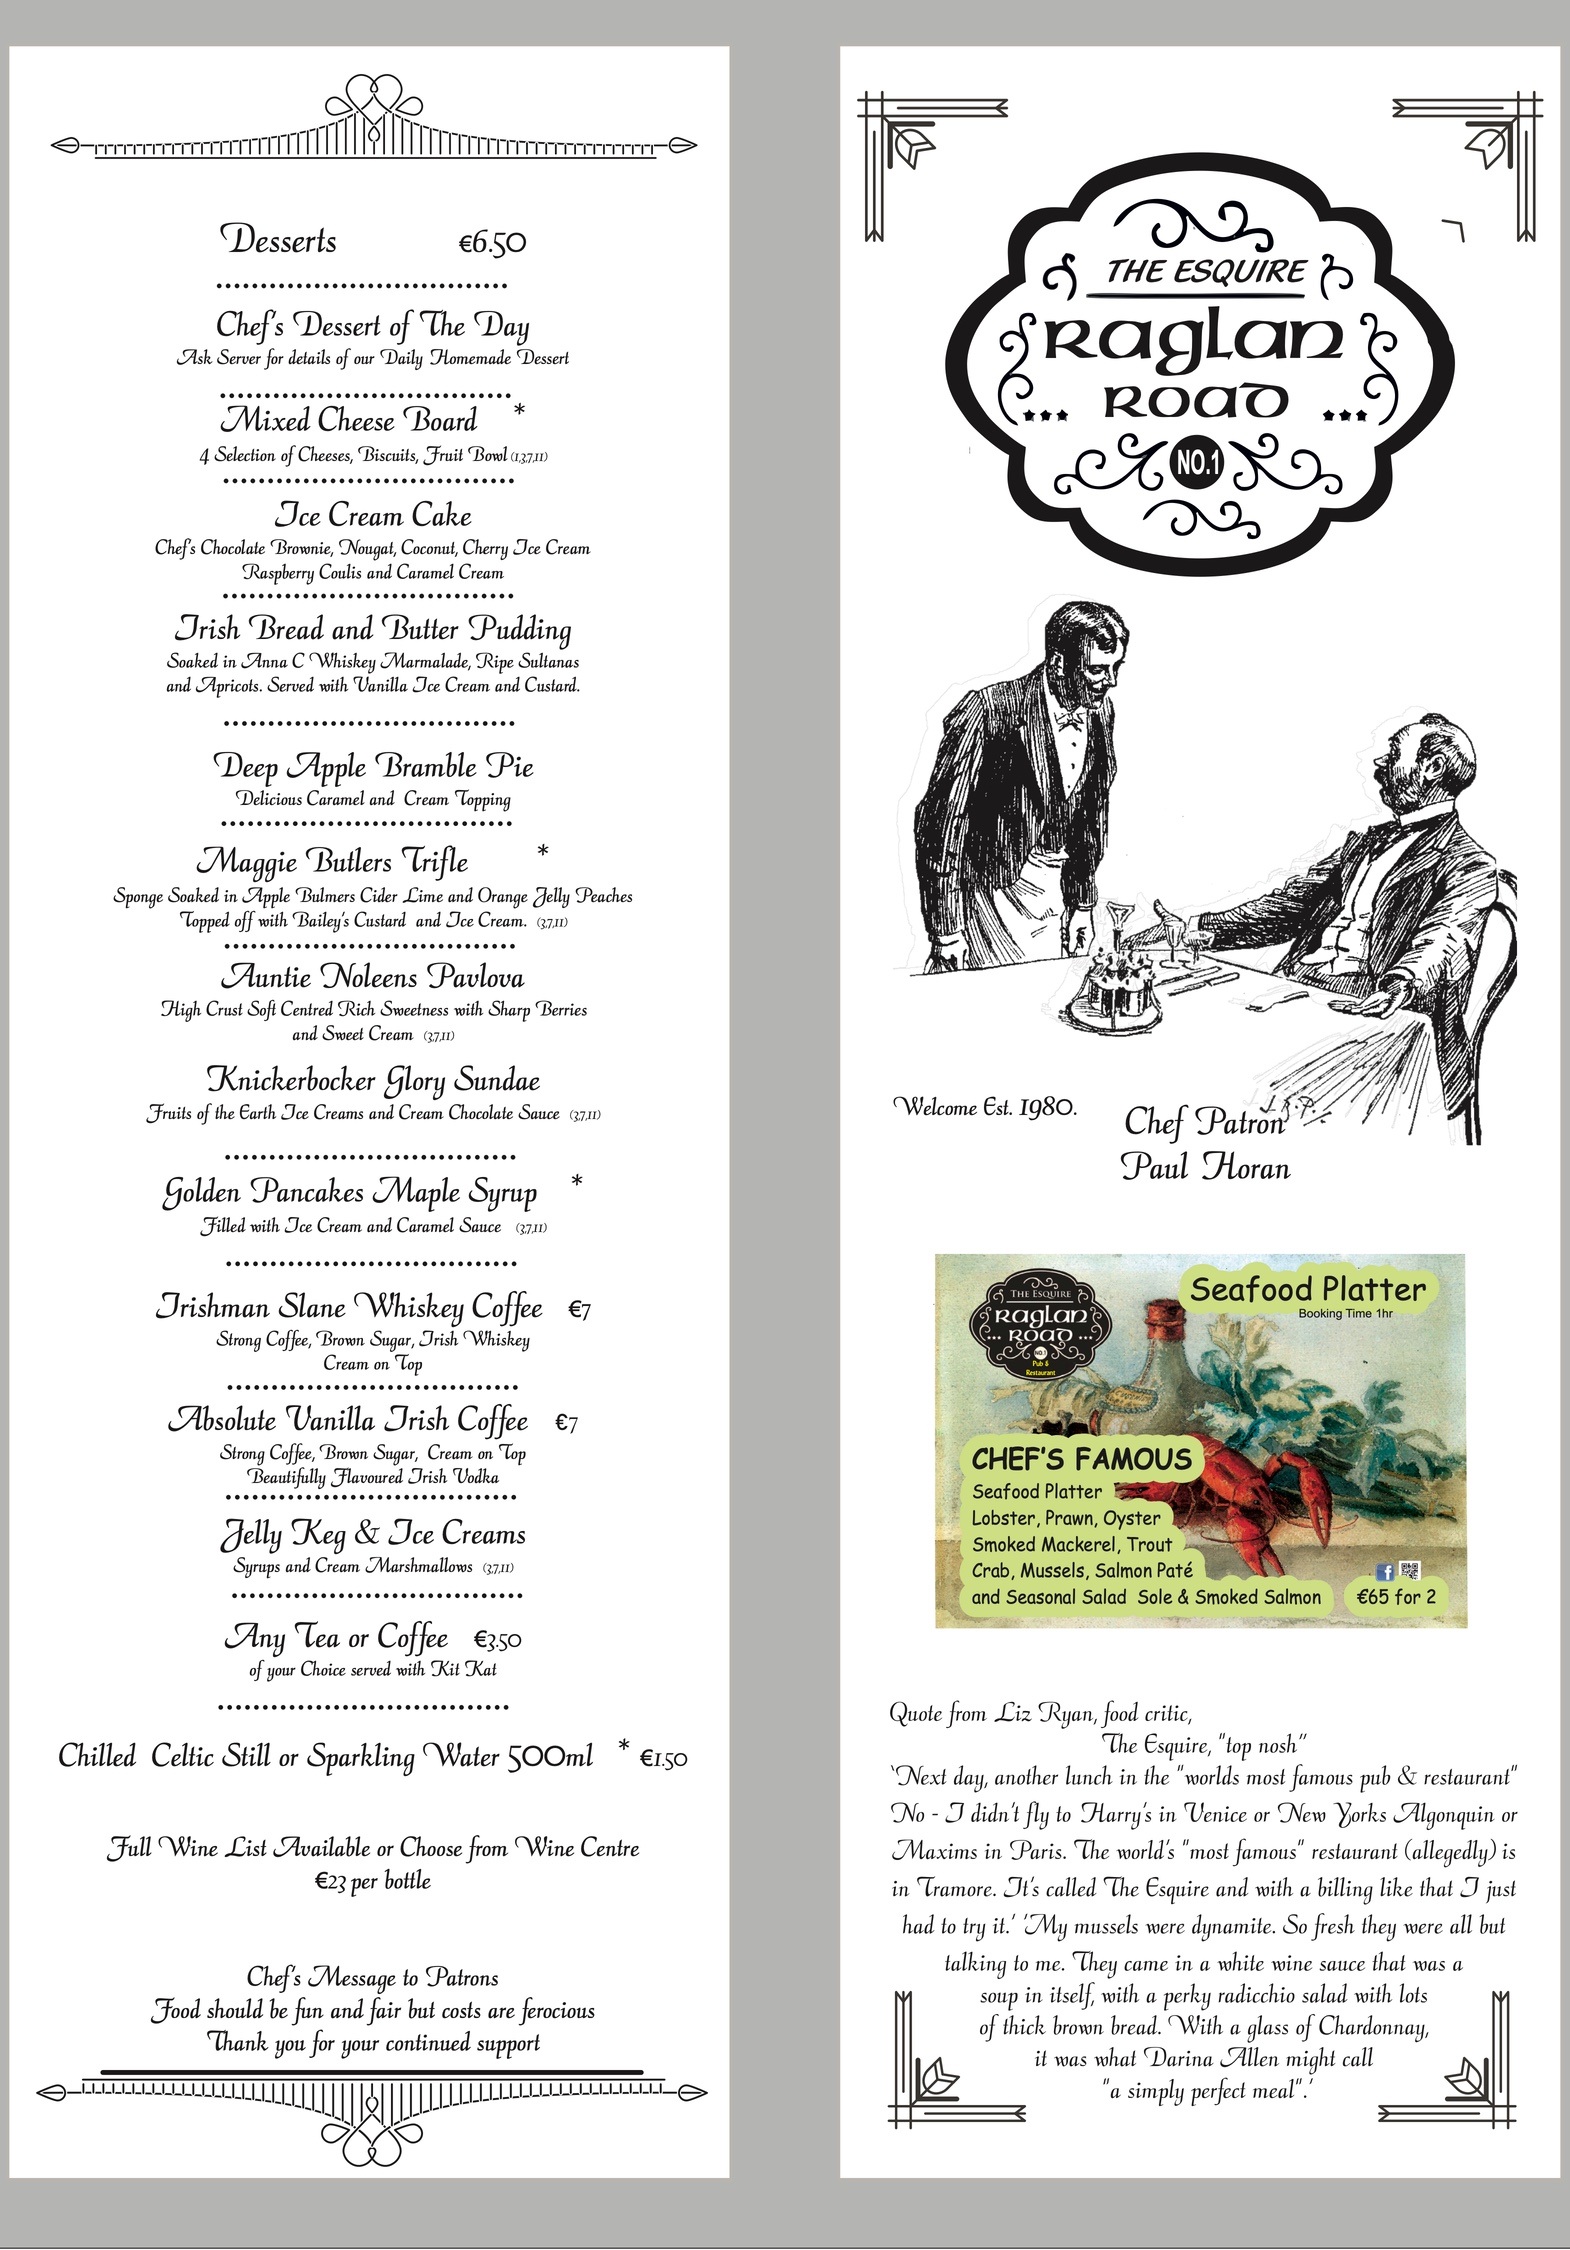 Desserts €6.50
Chef's Dessert of The Day
Ask Server for details of our Daily Homemade Dessert
Mixed Cheese Board *
4 Selection of Cheeses, Biscuits, Fruit Bowl (1,3,7,11)
Ice Cream Cake
Chef's Chocolate Brownie, Nougat, Coconut, Cherry Ice Cream
Raspberry Coulis and Caramel Cream
Irish Bread and Butter Pudding
Soaked in Anna C Whiskey Marmalade, Ripe Sultanas
and Apricots. Served with Vanilla Ice Cream and Custard.
Deep Apple Bramble Pie
Delicious Caramel and Cream Topping
Maggie Butlers Trifle *
Sponge Soaked in Apple Bulmers Cider Lime and Orange Jelly Peaches
Topped off with Bailey's Custard and Ice Cream. (3,7,11)
Auntie Noleens Pavlova
High Crust Soft Centred Rich Sweetness with Sharp Berries
and Sweet Cream (3,7,11)
Knickerbocker Glory Sundae
Fruits of the Earth Ice Creams and Cream Chocolate Sauce (3,7,11)
Golden Pancakes Maple Syrup *
Filled with Ice Cream and Caramel Sauce (3,7,11)
Irishman Slane Whiskey Coffee €7
Strong Coffee, Brown Sugar, Irish Whiskey
Cream on Top
Absolute Vanilla Irish Coffee €7
Strong Coffee, Brown Sugar, Cream on Top
Beautifully Flavoured Irish Vodka
Jelly Keg & Ice Creams
Syrups and Cream Marshmallows (3,7,11)
Any Tea or Coffee €3.50
of your Choice served with Kit Kat
Chilled Celtic Still or Sparkling Water 500ml * €1.50
Full Wine List Available or Choose from Wine Centre
€23 per bottle
Chef's Message to Patrons
Food should be fun and fair but costs are ferocious
Thank you for your continued support
THE ESQUIRE
Raglan
Road
NO.1
Welcome Est. 1980.
Chef Patron
Paul Horan
THE ESQUIRE
Raglan
Road
NO.1
Pub &
Restaurant
Seafood Platter
Booking Time 1hr
CHEF'S FAMOUS
Seafood Platter
Lobster, Prawn, Oyster
Smoked Mackerel, Trout
Crab, Mussels, Salmon Paté
and Seasonal Salad Sole & Smoked Salmon
€65 for 2
Quote from Liz Ryan, food critic,
The Esquire, "top nosh"
'Next day, another lunch in the "worlds most famous pub & restaurant"
No - I didn't fly to Harry's in Venice or New Yorks Algonquin or
Maxims in Paris. The world's "most famous" restaurant (allegedly) is
in Tramore. It's called The Esquire and with a billing like that I just
had to try it.' 'My mussels were dynamite. So fresh they were all but
talking to me. They came in a white wine sauce that was a
soup in itself, with a perky radicchio salad with lots
of thick brown bread. With a glass of Chardonnay,
it was what Darina Allen might call
"a simply perfect meal".'